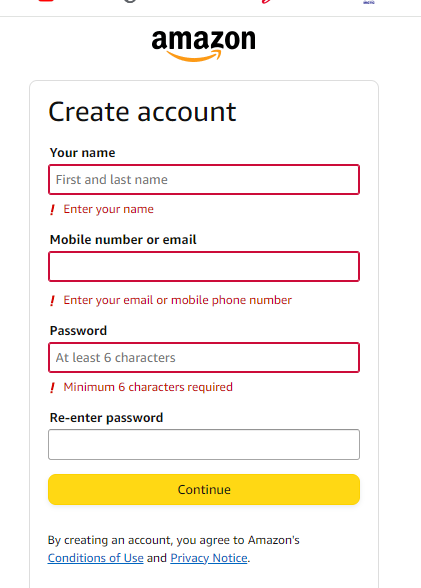 amazon
Create account
Your name
First and last name
! Enter your name
Mobile number or email
! Enter your email or mobile phone number
Password
At least 6 characters
! Minimum 6 characters required
Re-enter password
Continue
By creating an account, you agree to Amazon's
Conditions of Use and Privacy Notice.